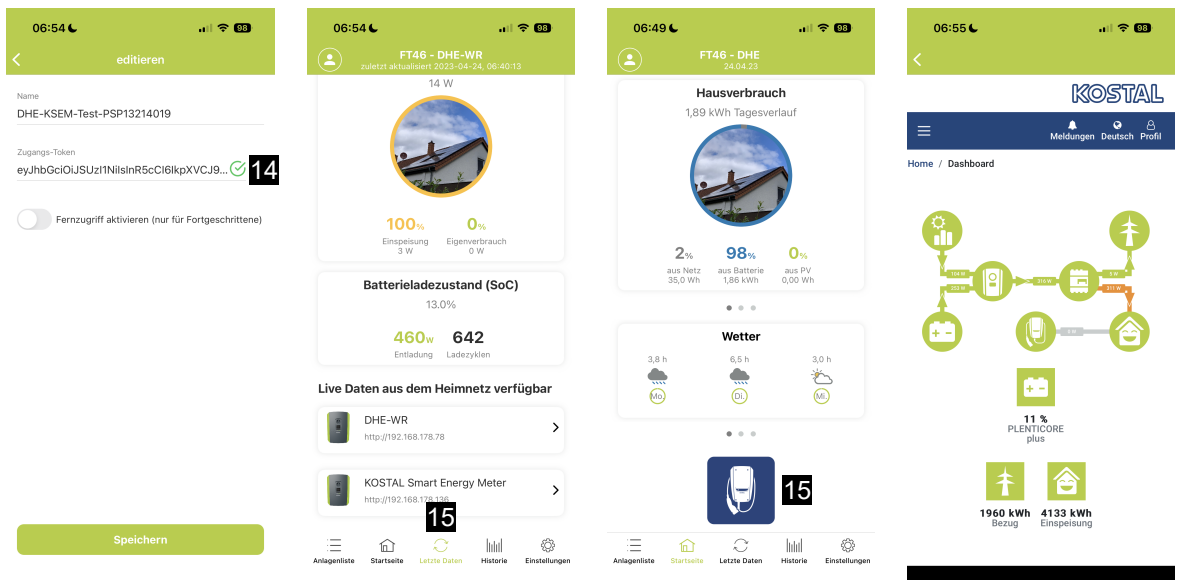 06:54
98
editieren
Name
DHE-KSEM-Test-PSP13214019
Zugangs-Token
eyJhbGciOiJSUzI1NiIsInR5cCI6IkpXVCJ9...
14
Fernzugriff aktivieren (nur für Fortgeschrittene)
Speichern
06:54
98
FT46 - DHE-WR
zuletzt aktualisiert 2023-04-24, 06:40:13
14 W
100% 0%
Einspeisung Eigenverbrauch
3 W 0 W
Batterieladezustand (SoC)
13.0%
460w 642
Entladung Ladezyklen
Live Daten aus dem Heimnetz verfügbar
DHE-WR
http://192.168.178.78
KOSTAL Smart Energy Meter
http://192.168.178.136
15
Anlagenliste Startseite Letzte Daten Historie Einstellungen
06:49
98
FT46 - DHE
24.04.23
Hausverbrauch
1,89 kWh Tagesverlauf
2% 98% 0%
aus Netz aus Batterie aus PV
35,0 Wh 1,86 kWh 0,00 Wh
Wetter
3,8 h 6,5 h 3,0 h
Mo. Di. Mi.
15
Anlagenliste Startseite Letzte Daten Historie Einstellungen
06:55
98
KOSTAL
Meldungen Deutsch Profil
Home / Dashboard
0 W
311 W
316 W
0 W
11 %
PLENTICORE
plus
1960 kWh 4133 kWh
Bezug Einspeisung